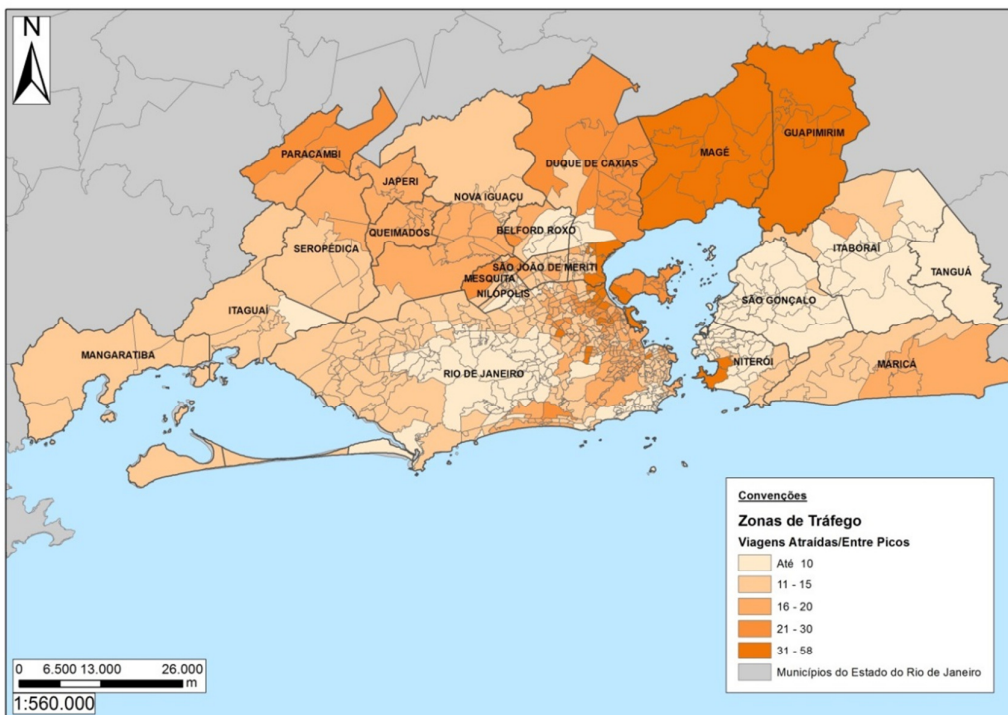 N
GUAPIMIRIM
MAGÉ
PARACAMBI
DUQUE DE CAXIAS
JAPERI
NOVA IGUAÇU
BELFORD ROXO
QUEIMADOS
SEROPÉDICA
ITABORAÍ
SÃO JOÃO DE MERITI
TANGUÁ
MESQUITA
NILÓPOLIS
SÃO GONÇALO
ITAGUAÍ
MANGARATIBA
NITERÓI
MARICÁ
RIO DE JANEIRO
Convenções
Zonas de Tráfego
Viagens Atraídas/Entre Picos
Até 10
11 - 15
16 - 20
21 - 30
31 - 58
Municípios do Estado do Rio de Janeiro
0 6.500 13.000 26.000
m
1:560.000